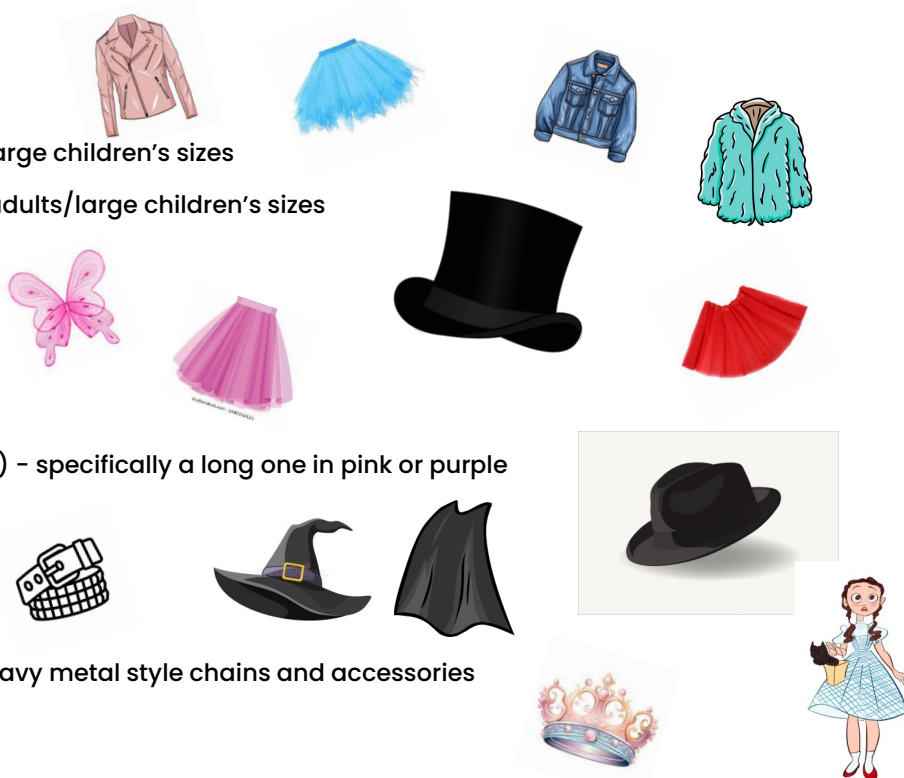 arge children's sizes
adults/large children's sizes
) - specifically a long one in pink or purple
avy metal style chains and accessories